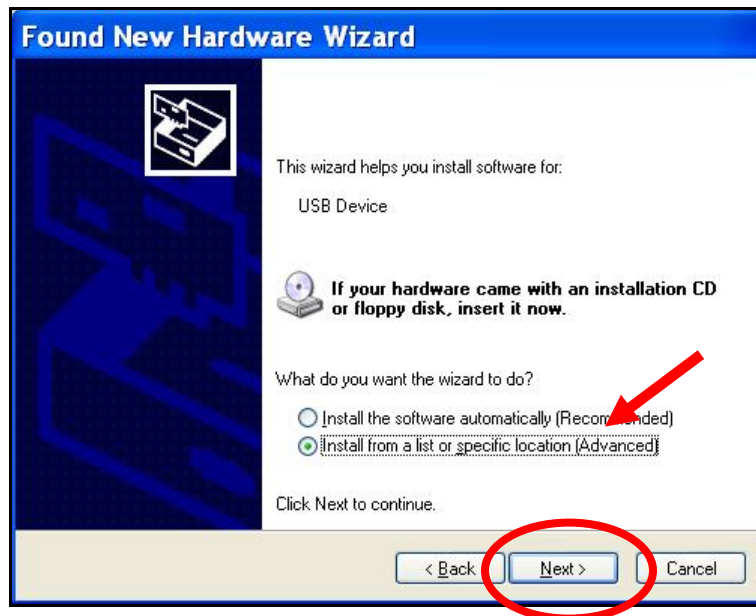 Found New Hardware Wizard
This wizard helps you install software for:
USB Device
If your hardware came with an installation CD
or floppy disk, insert it now.
What do you want the wizard to do?
Install the software automatically (Recommended)
Install from a list or specific location (Advanced)
Click Next to continue.
< Back Next > Cancel